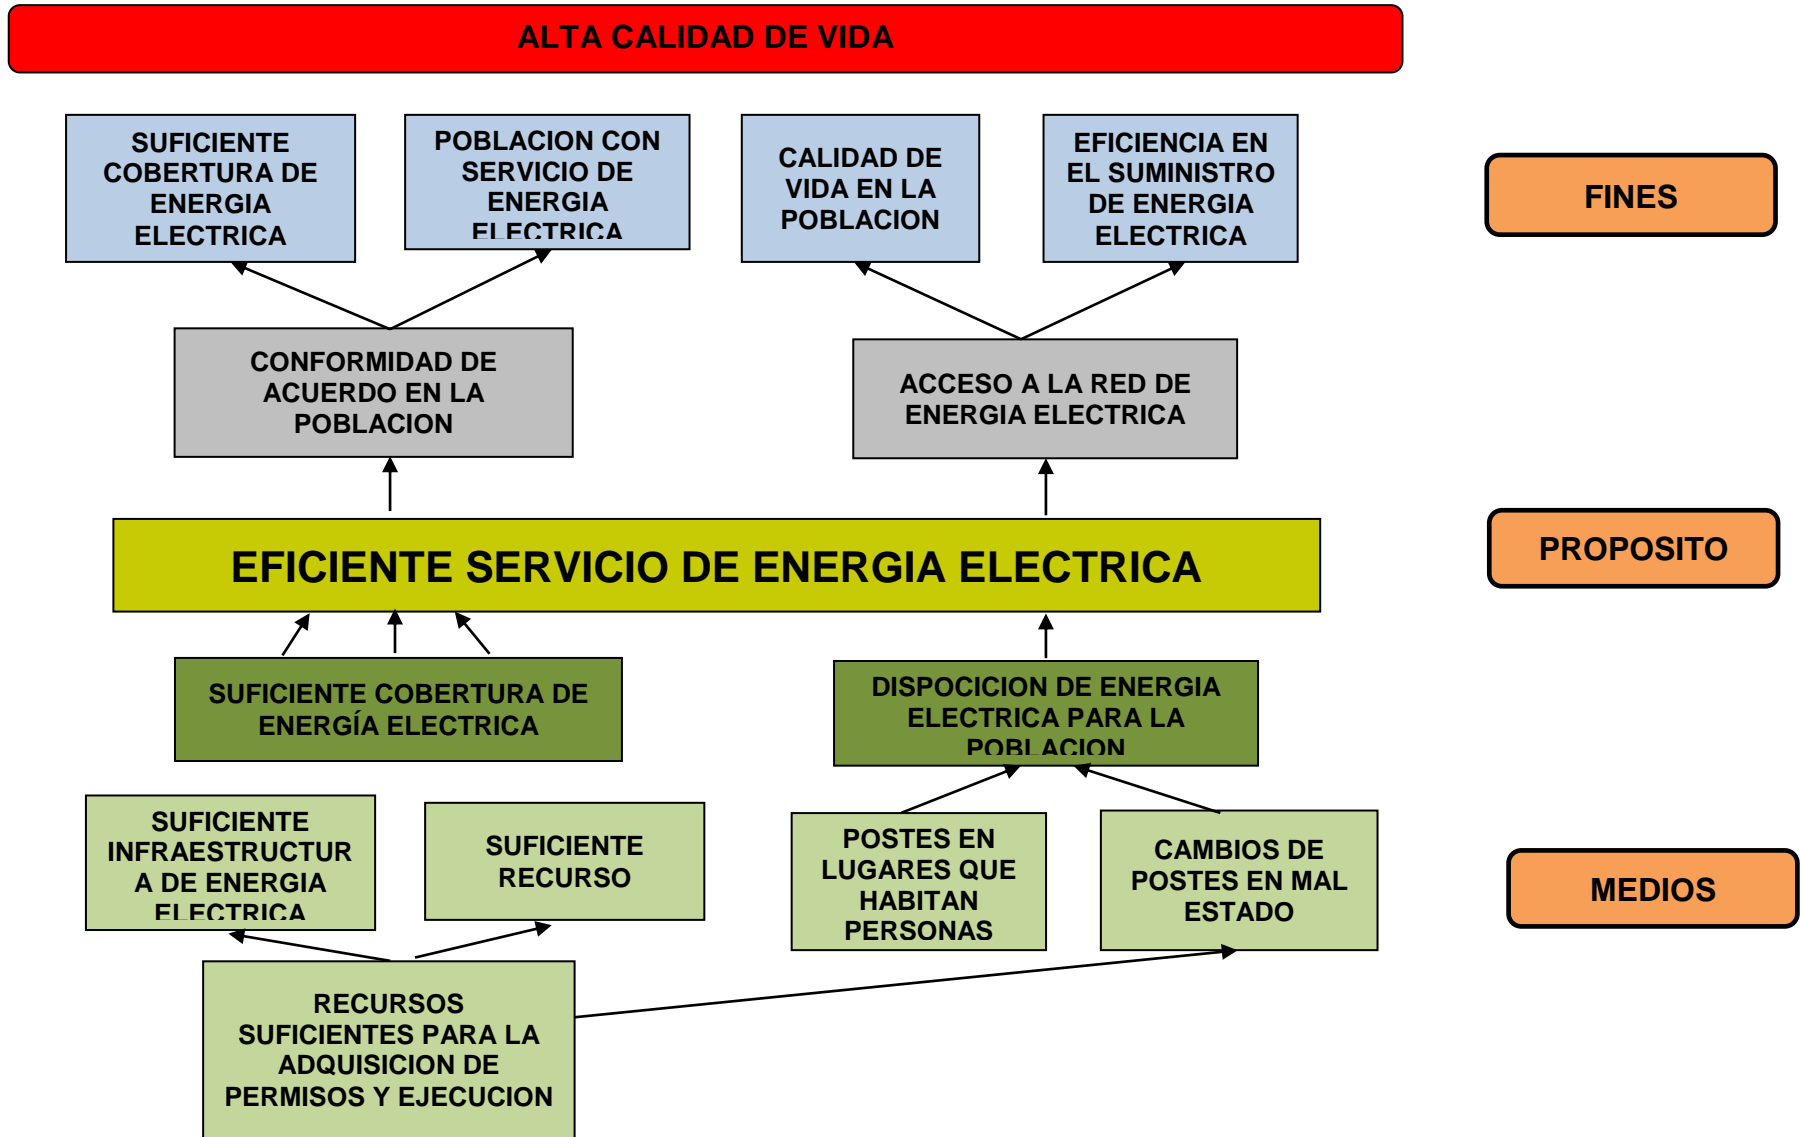 ALTA CALIDAD DE VIDA
SUFICIENTE
COBERTURA DE
ENERGIA
ELECTRICA
POBLACION CON
SERVICIO DE
ENERGIA
ELECTRICA
CALIDAD DE
VIDA EN LA
POBLACION
EFICIENCIA EN
EL SUMINISTRO
DE ENERGIA
ELECTRICA
FINES
CONFORMIDAD DE
ACUERDO EN LA
POBLACION
ACCESO A LA RED DE
ENERGIA ELECTRICA
EFICIENTE SERVICIO DE ENERGIA ELECTRICA
PROPOSITO
SUFICIENTE COBERTURA DE
ENERGÍA ELECTRICA
DISPOCICION DE ENERGIA
ELECTRICA PARA LA
POBLACION
SUFICIENTE
INFRAESTRUCTUR
A DE ENERGIA
ELECTRICA
SUFICIENTE
RECURSO
POSTES EN
LUGARES QUE
HABITAN
PERSONAS
CAMBIOS DE
POSTES EN MAL
ESTADO
MEDIOS
RECURSOS
SUFICIENTES PARA LA
ADQUISICION DE
PERMISOS Y EJECUCION